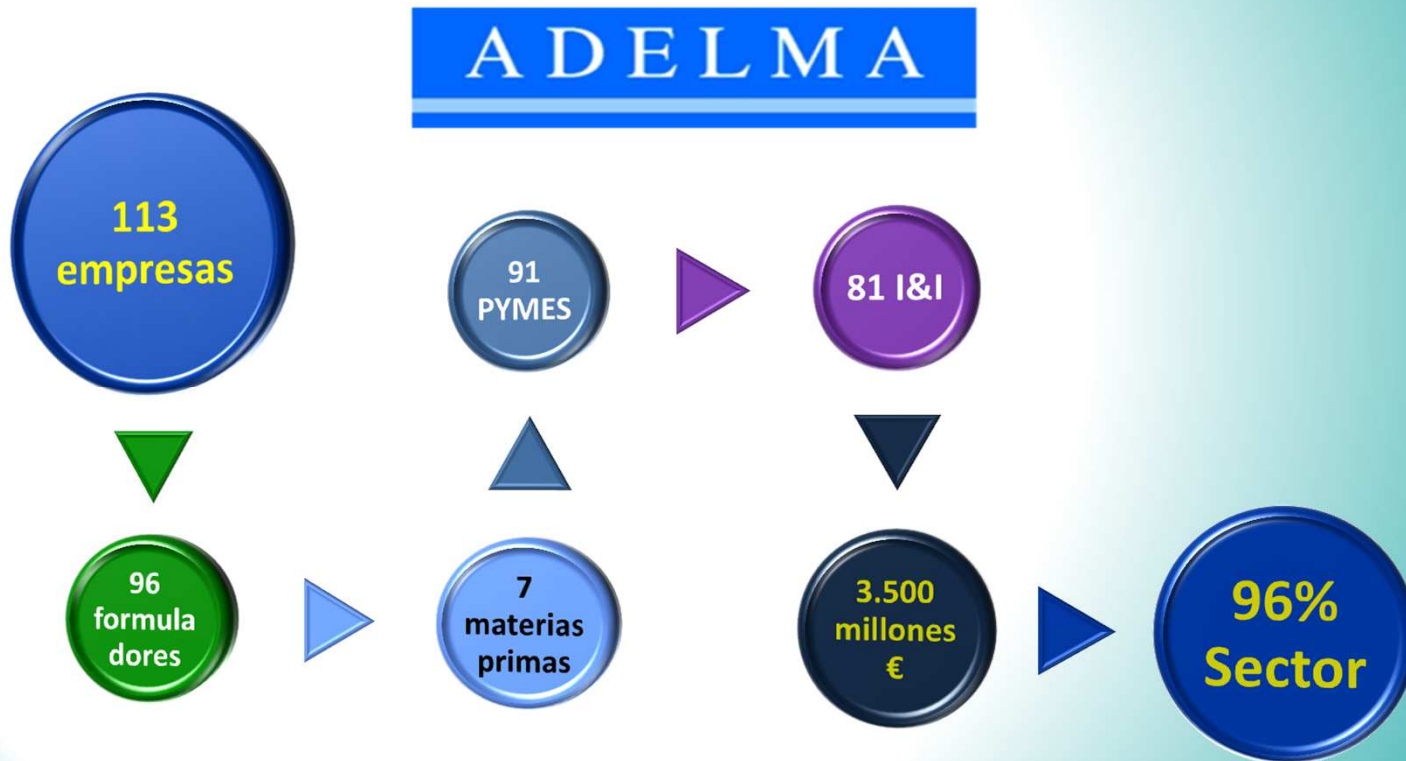 ADELMA
113
empresas
96
formula
dores
7
materias
primas
91
PYMES
81 I&I
3.500
millones
€
96%
Sector